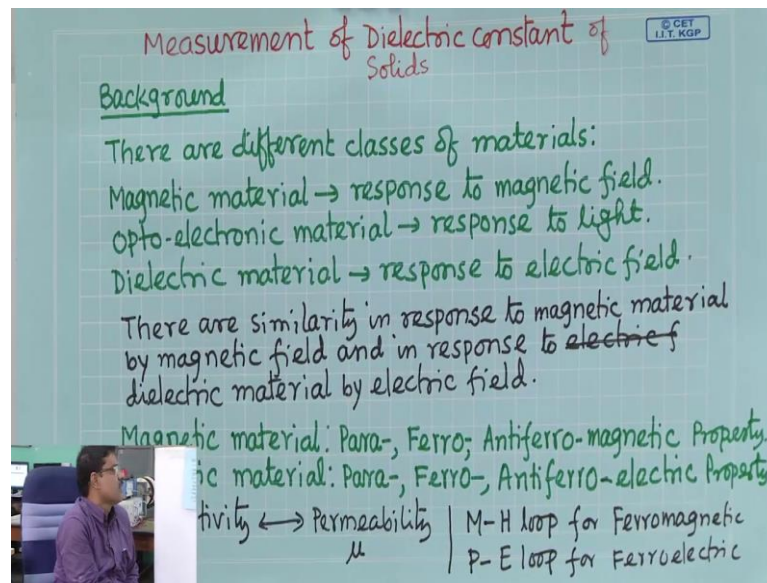 Measurement of Dielectric constant of
Solids
© CET
I.I.T. KGP
Background
There are different classes of materials:
Magnetic material → response to magnetic field.
Opto-electronic material → response to light.
Dielectric material → response to electric field.
There are similarity in response to magnetic material
by magnetic field and in response to electric f
dielectric material by electric field.
Magnetic material: Para-, Ferro-, Antiferro-magnetic Property.
ic material: Para-, Ferro-, Antiferro-electric Property
tivity ↔ Permeability | M-H loop for Ferromagnetic
μ | P-E loop for Ferroelectric